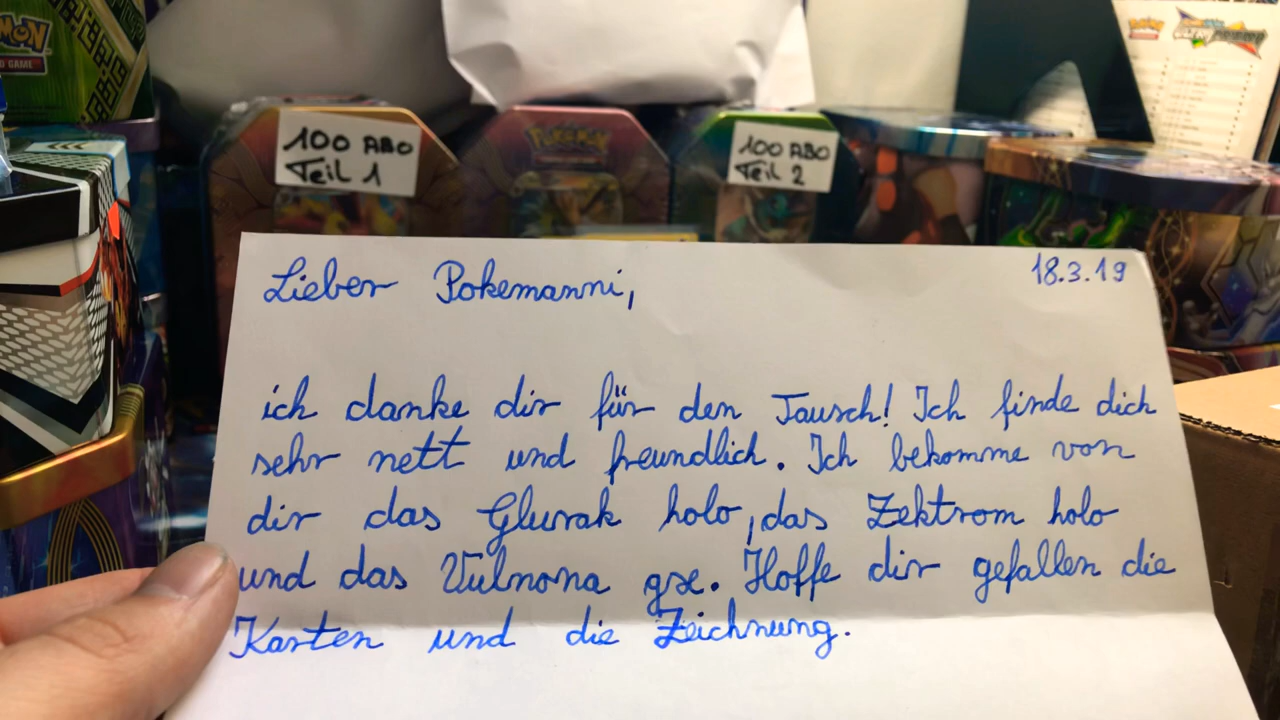 POKÉMON
100 ABO
Teil 1
100 ABO
Teil 2
Lieber Pokemanni,
18.3.19
ich danke dir für den Tausch! Ich finde dich
sehr nett und freundlich. Ich bekomme von
dir das Glurak holo, das Zektrom holo
und das Vulnona gx. Hoffe dir gefallen die
Karten und die Zeichnung.